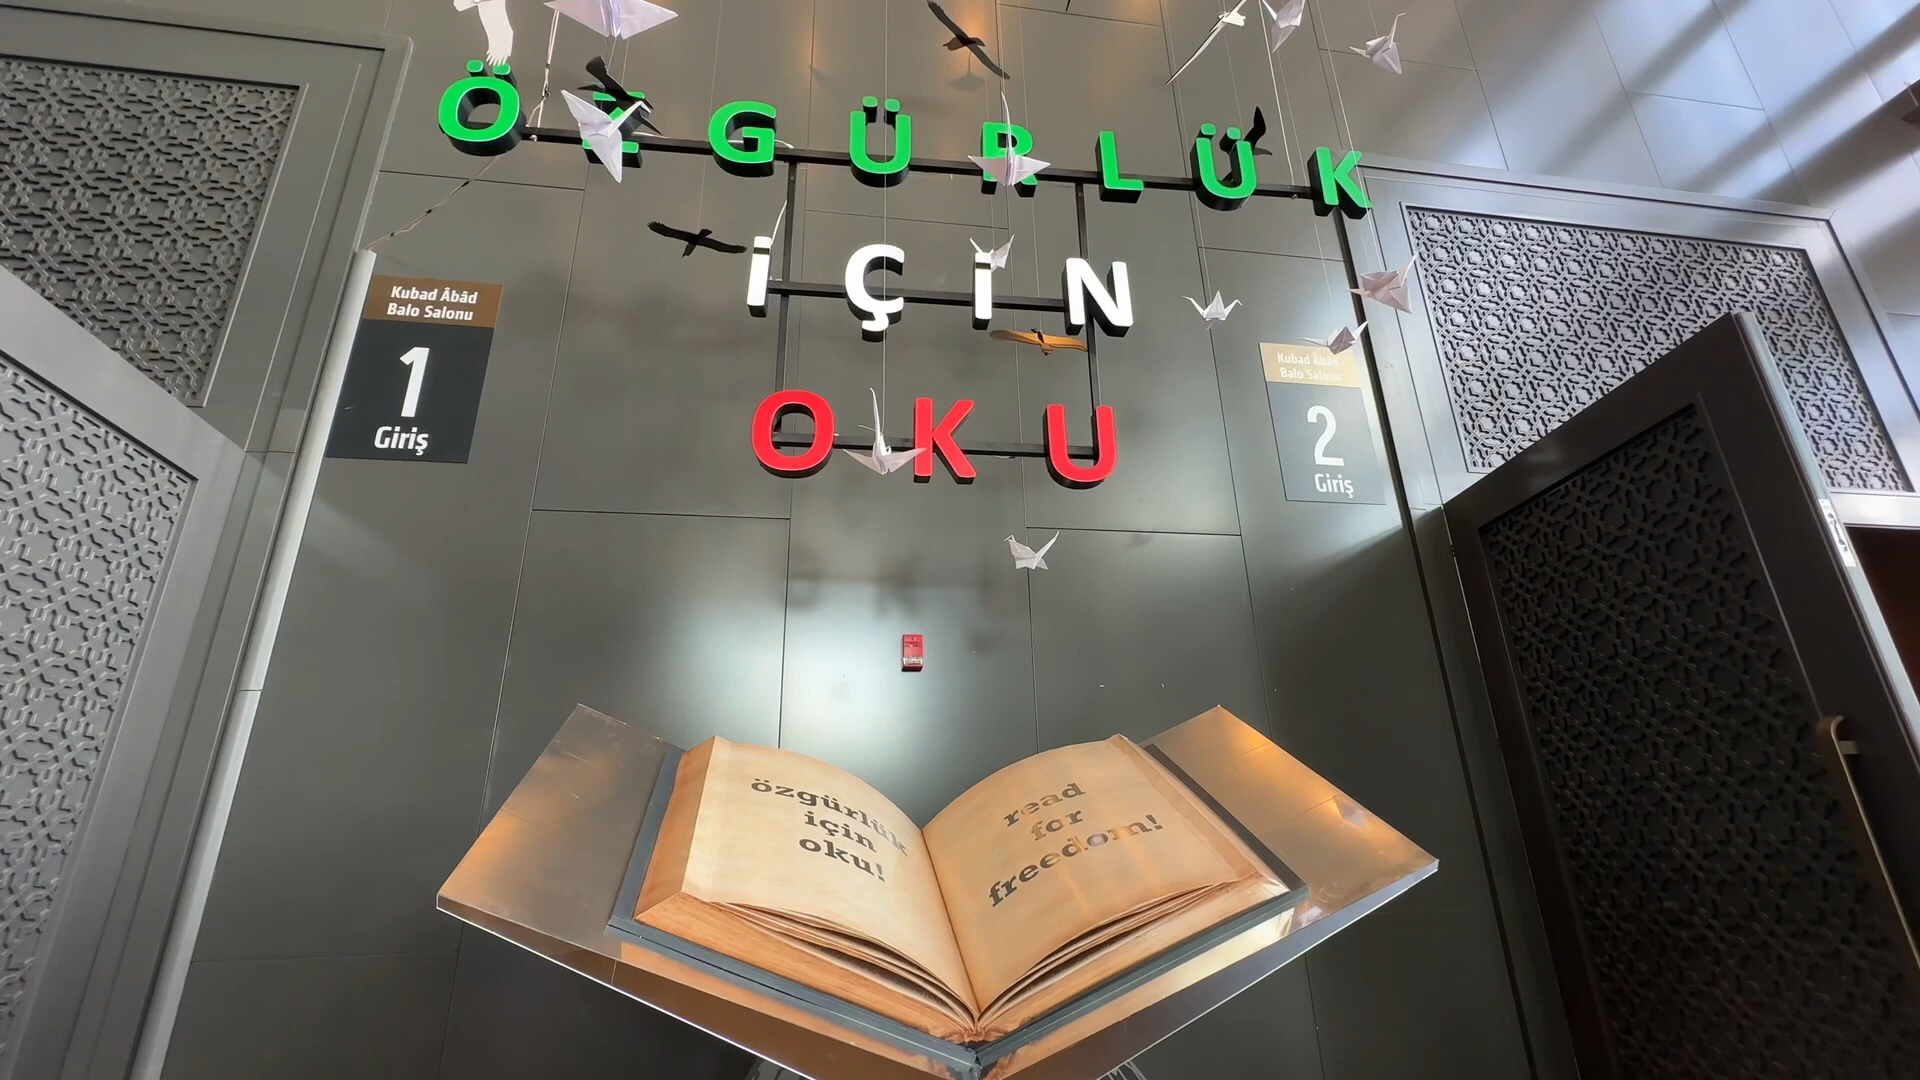 ÖZGÜRLÜK
İÇİN
OKU
Kubad Âbâd
Balo Salonu
1
Giriş
Kubad Âbâd
Balo Salonu
2
Giriş
özgürlük
için
oku!
read
for
freedom!